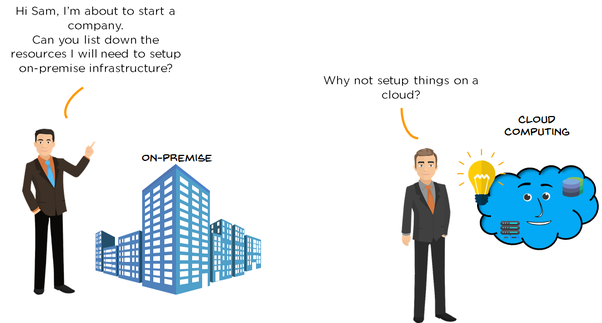 Hi Sam, I'm about to start a
company.
Can you list down the
resources I will need to setup
on-premise infrastructure?
ON-PREMISE
Why not setup things on a
cloud?
CLOUD
COMPUTING